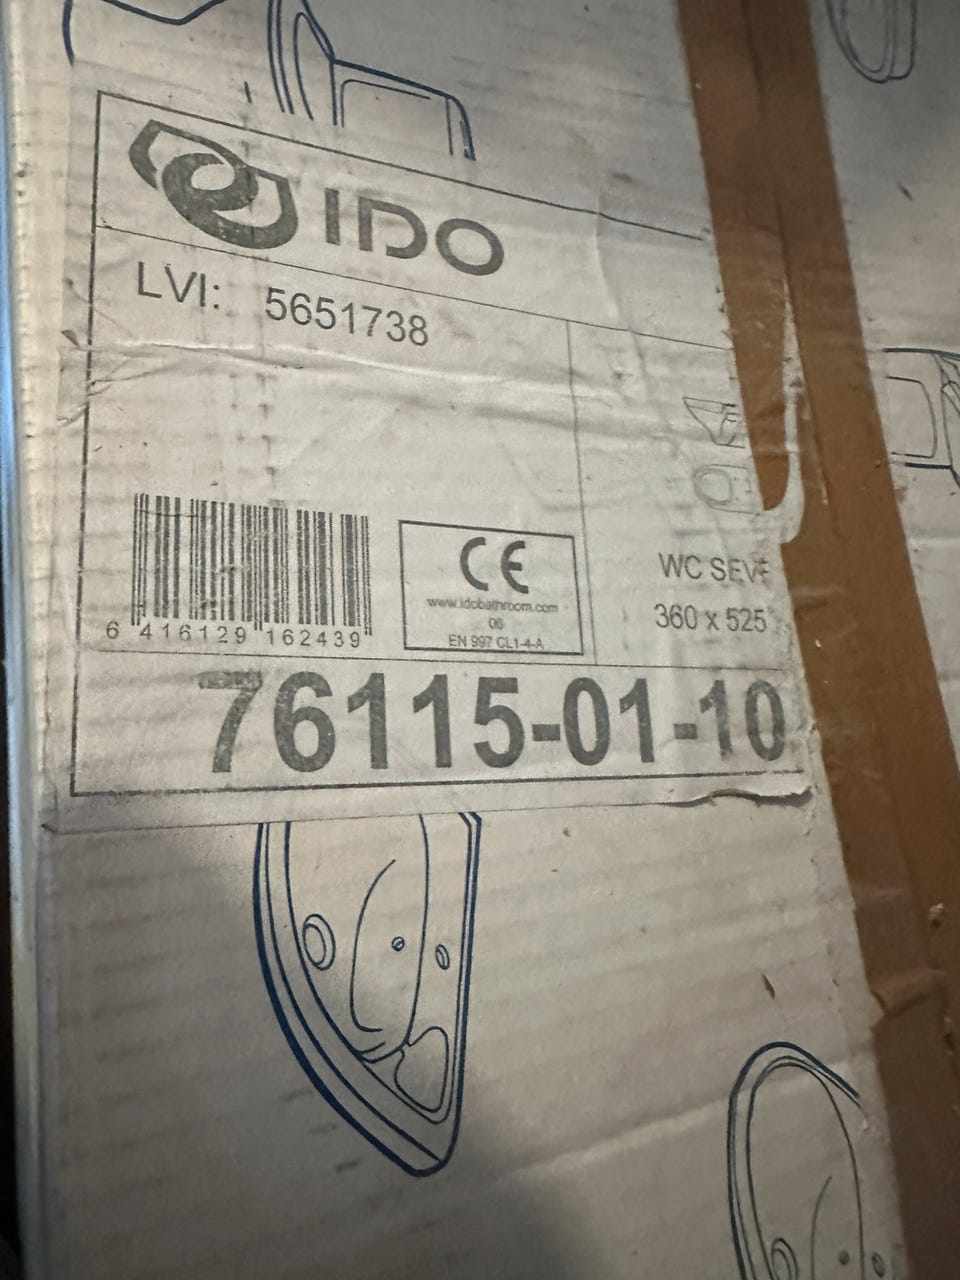 IDO
LVI: 5651738
CE
www.idobathroom.com
06
EN 997 CL1-4-A
WC
360 x 525
6 416129 162439
76115-01-10